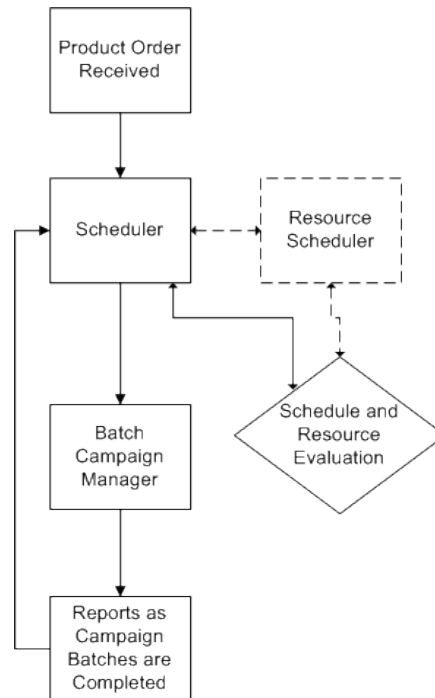 Product Order
Received
Scheduler
Resource
Scheduler
Schedule and
Resource
Evaluation
Batch
Campaign
Manager
Reports as
Campaign
Batches are
Completed